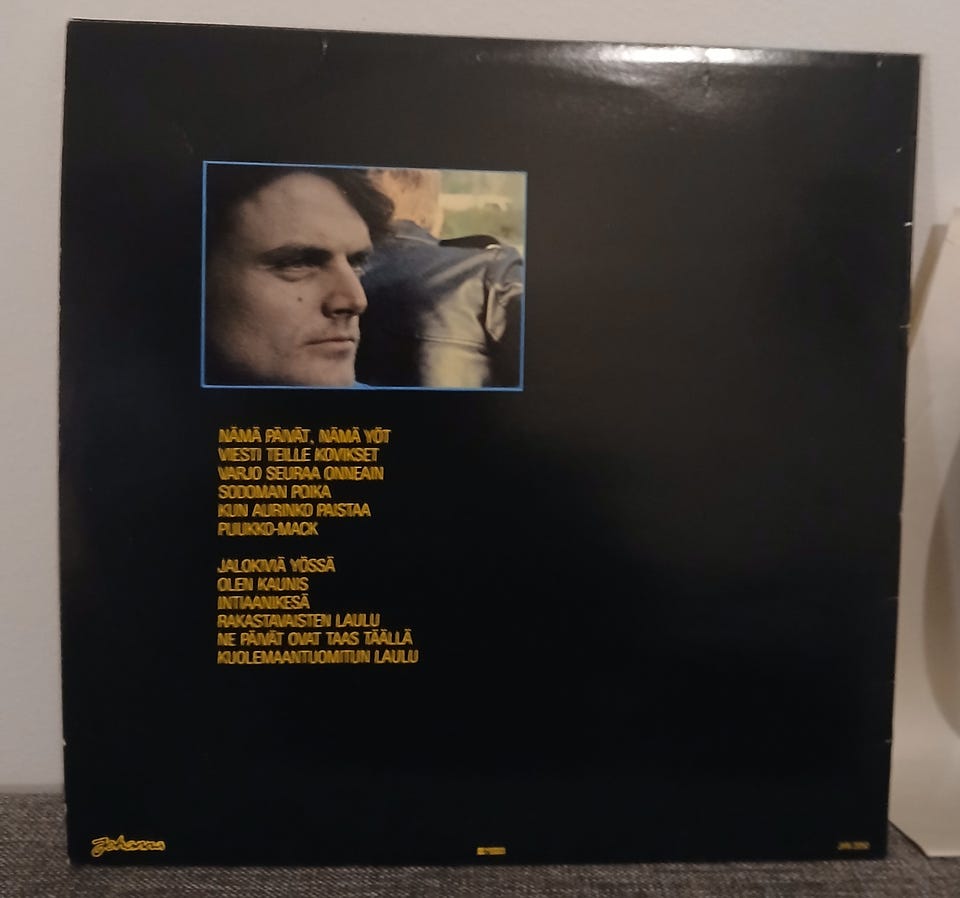 NÄMÄ PÄIVÄT, NÄMÄ YÖT
VIESTI TEILLE KOVIKSET
VARJO SEURAA ONNEAIN
SODOMAN POIKA
KUN AURINKO PAISTAA
PUUKKO-MACK
JALOKIVIÄ YÖSSÄ
OLEN KAUNIS
INTIAANIKESÄ
RAKASTAVAISTEN LAULU
NE PÄIVÄT OVAT TAAS TÄÄLLÄ
KUOLEMAANTUOMITUN LAULU
Johanna